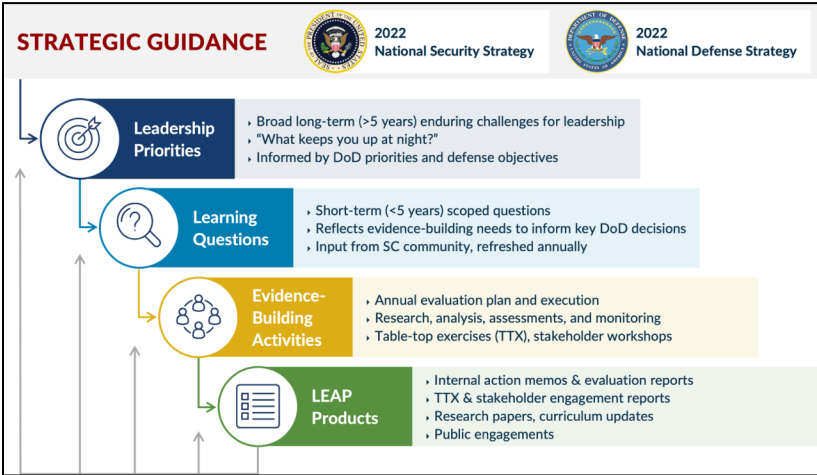 STRATEGIC GUIDANCE
2022
National Security Strategy
2022
National Defense Strategy
Leadership
Priorities
Broad long-term (>5 years) enduring challenges for leadership
“What keeps you up at night?”
Informed by DoD priorities and defense objectives
Learning
Questions
Short-term (<5 years) scoped questions
Reflects evidence-building needs to inform key DoD decisions
Input from SC community, refreshed annually
Evidence-
Building
Activities
Annual evaluation plan and execution
Research, analysis, assessments, and monitoring
Table-top exercises (TTX), stakeholder workshops
LEAP
Products
Internal action memos & evaluation reports
TTX & stakeholder engagement reports
Research papers, curriculum updates
Public engagements